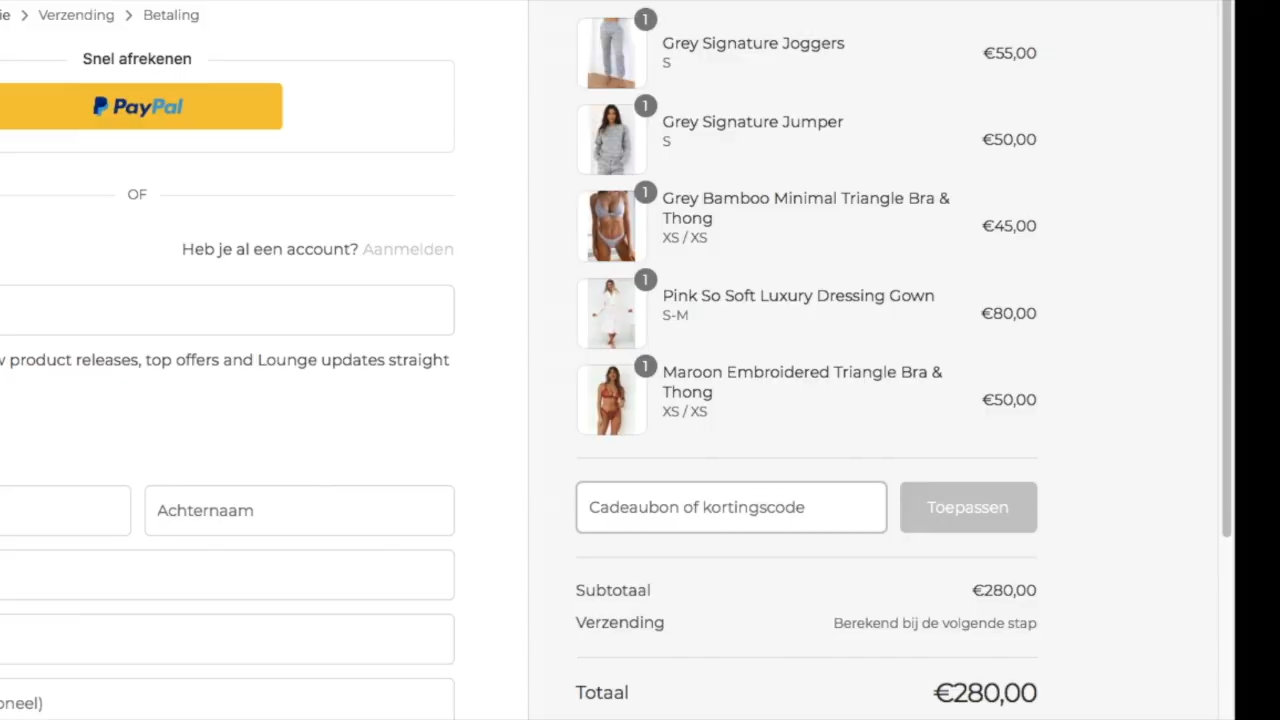 ie > Verzending > Betaling
Snel afrekenen
PayPal
OF
Heb je al een account? Aanmelden
product releases, top offers and Lounge updates straight
Achternaam
oneel)
1
Grey Signature Joggers
S
€55,00
1
Grey Signature Jumper
S
€50,00
1
Grey Bamboo Minimal Triangle Bra &
Thong
XS / XS
€45,00
1
Pink So Soft Luxury Dressing Gown
S-M
€80,00
1
Maroon Embroidered Triangle Bra &
Thong
XS / XS
€50,00
Cadeaubon of kortingscode
Toepassen
Subtotaal €280,00
Verzending Berekend bij de volgende stap
Totaal €280,00